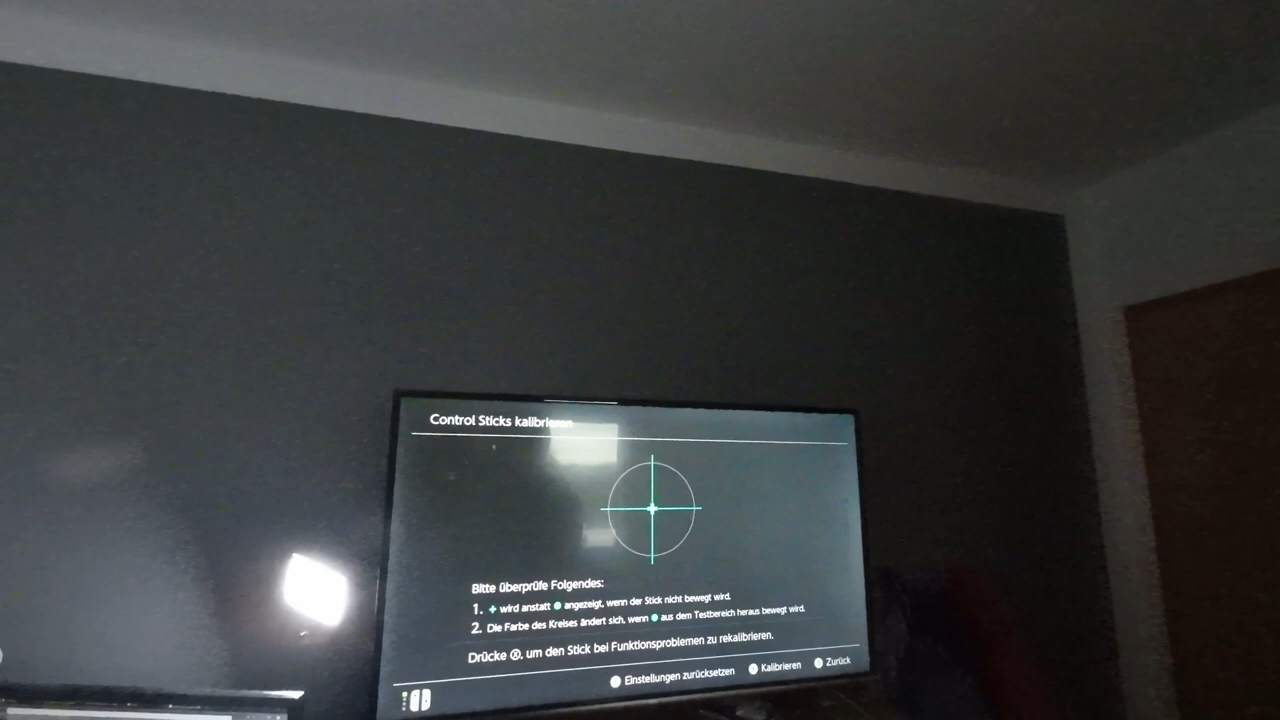 Control Sticks kalibrieren
Bitte überprüfe Folgendes:
1. + wird anstatt ● angezeigt, wenn der Stick nicht bewegt wird.
2. Die Farbe des Kreises ändert sich, wenn ● aus dem Testbereich heraus bewegt wird.
Drücke Ⓧ, um den Stick bei Funktionsproblemen zu rekalibrieren.
Einstellungen zurücksetzen Kalibrieren Zurück